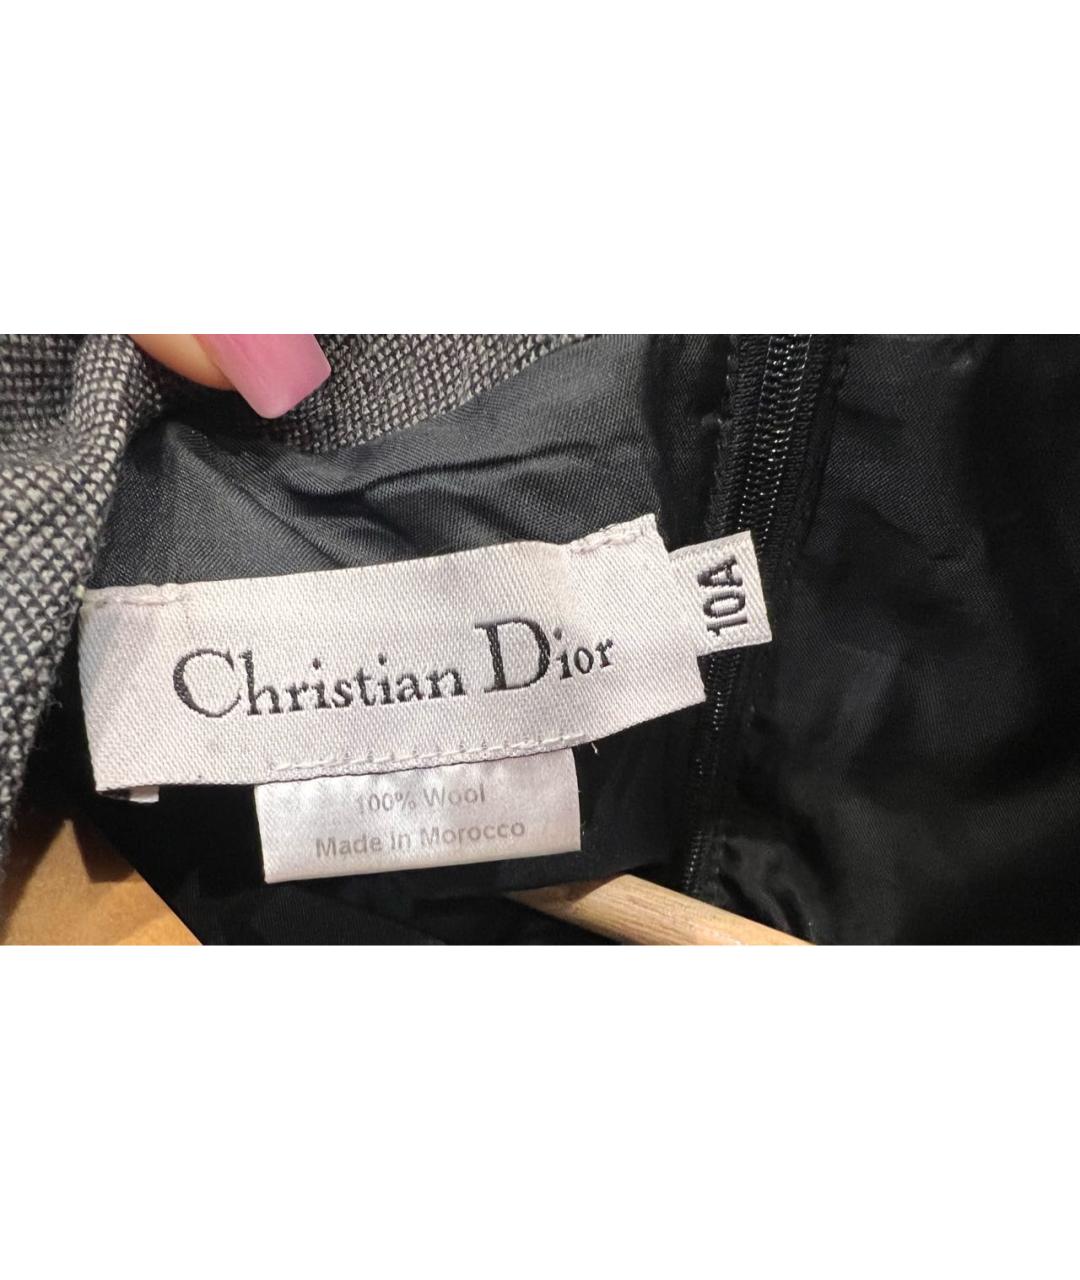 Christian Dior
10A
100% Wool
Made in Morocco